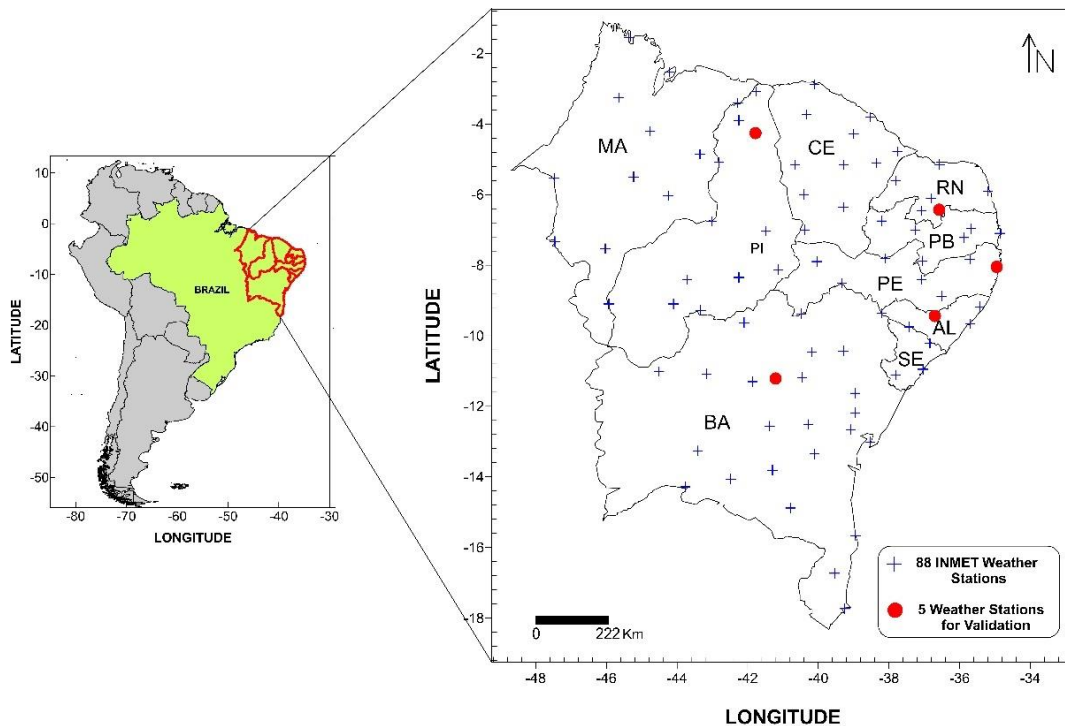 10
0
-10
-20
-30
-40
-50
LATITUDE
BRAZIL
-80
-70
-60
-50
-40
-30
LONGITUDE
-2
-4
-6
-8
-10
-12
-14
-16
-18
LATITUDE
N
MA
CE
RN
PI
PB
PE
AL
SE
BA
88 INMET Weather
Stations
5 Weather Stations
for Validation
0 222 Km
-48
-46
-44
-42
-40
-38
-36
-34
LONGITUDE